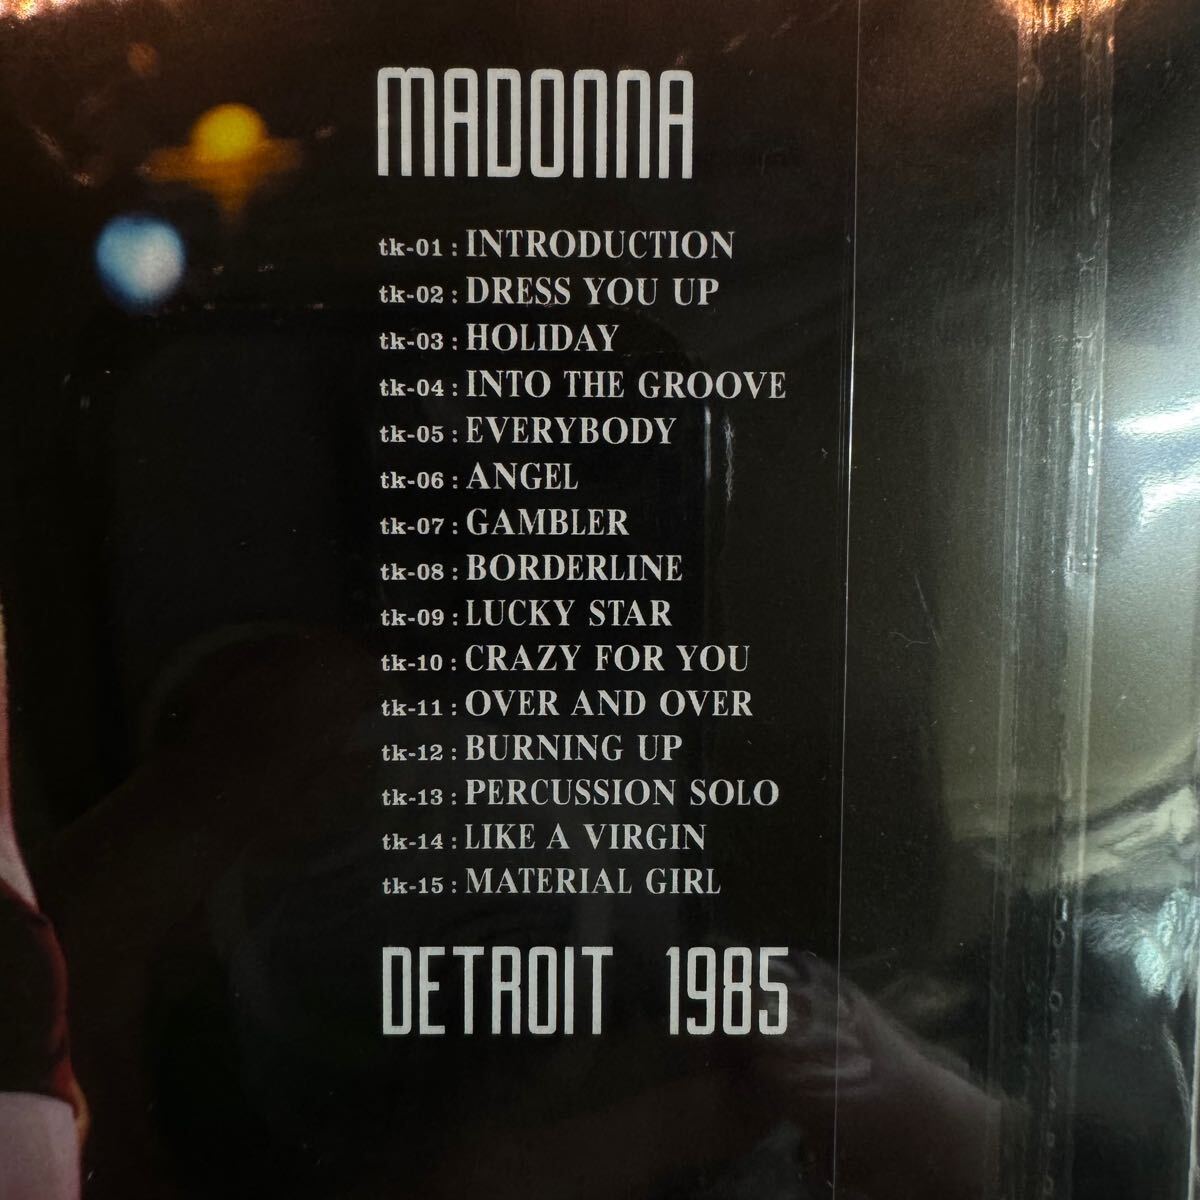 MADONNA
tk-01 : INTRODUCTION
tk-02 : DRESS YOU UP
tk-03 : HOLIDAY
tk-04 : INTO THE GROOVE
tk-05 : EVERYBODY
tk-06 : ANGEL
tk-07 : GAMBLER
tk-08 : BORDERLINE
tk-09 : LUCKY STAR
tk-10 : CRAZY FOR YOU
tk-11 : OVER AND OVER
tk-12 : BURNING UP
tk-13 : PERCUSSION SOLO
tk-14 : LIKE A VIRGIN
tk-15 : MATERIAL GIRL
DETROIT 1985